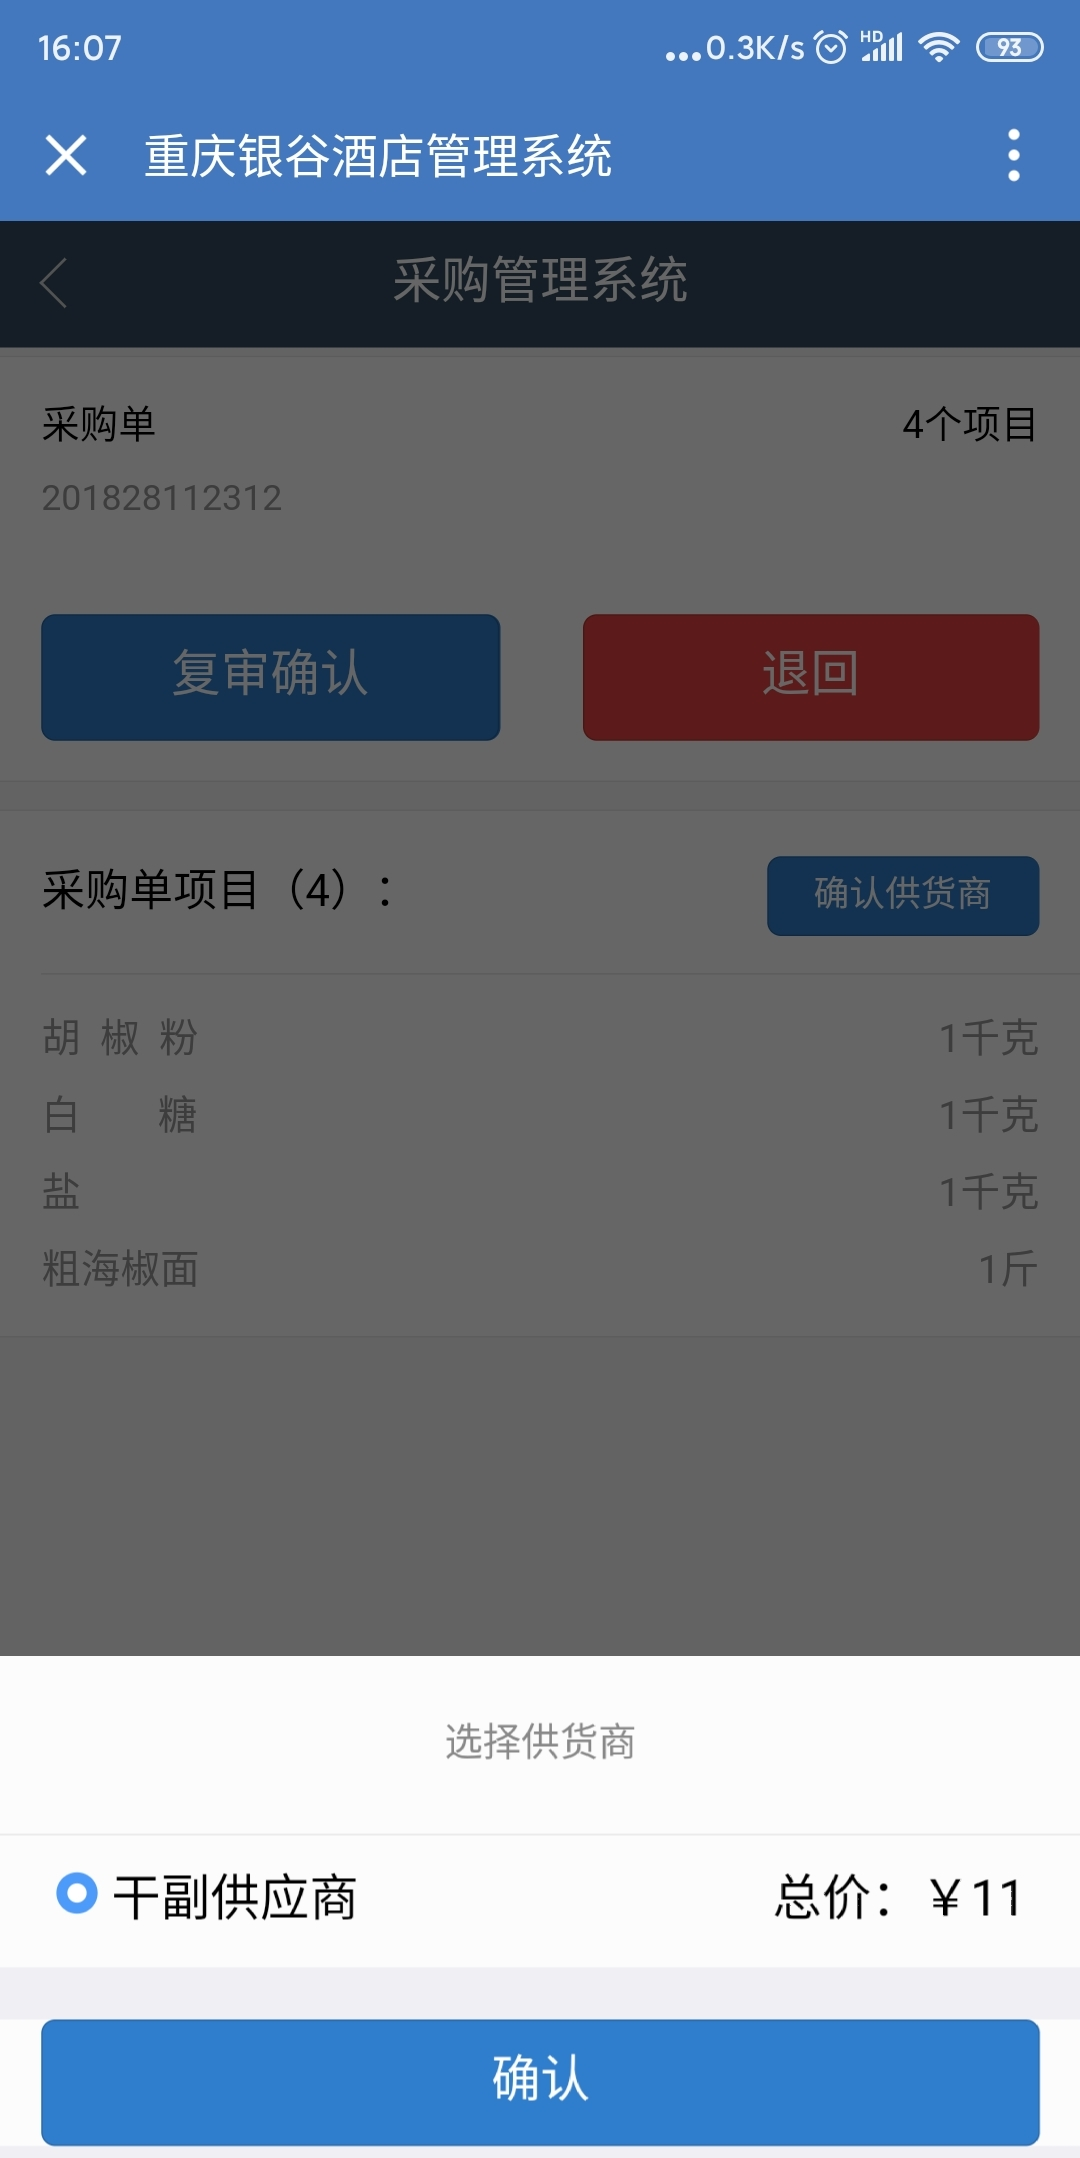 16:07 ...0.3K/s HD 93
重庆银谷酒店管理系统
采购管理系统
采购单 4个项目
201828112312
复审确认 退回
采购单项目（4）： 确认供货商
胡 椒 粉 1千克
白 糖 1千克
盐 1千克
粗海椒面 1斤
选择供货商
干副供应商 总价：￥11
确认